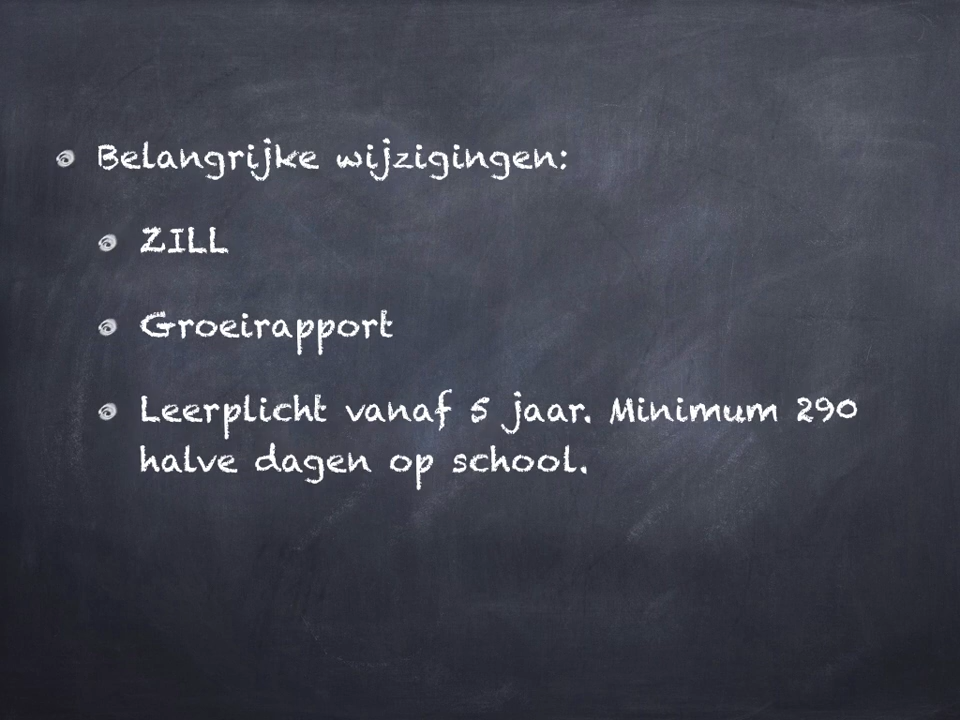 Belangrijke wijzigingen:
ZILL
Groeirapport
Leerplicht vanaf 5 jaar. Minimum 290
halve dagen op school.